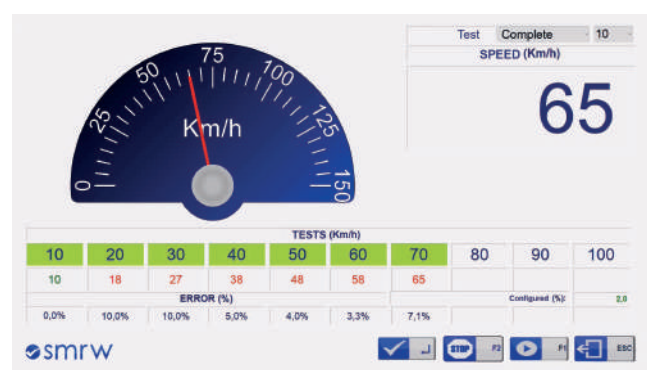 Test Complete 10
SPEED (Km/h)
65
0 25 50 75 100 125 150
Km/h
TESTS (Km/h)
10 20 30 40 50 60 70 80 90 100
10 18 27 38 48 58 65
ERROR (%) Configured (%): 2,0
0,0% 10,0% 10,0% 5,0% 4,0% 3,3% 7,1%
smrw STOP F2 F1 ESC